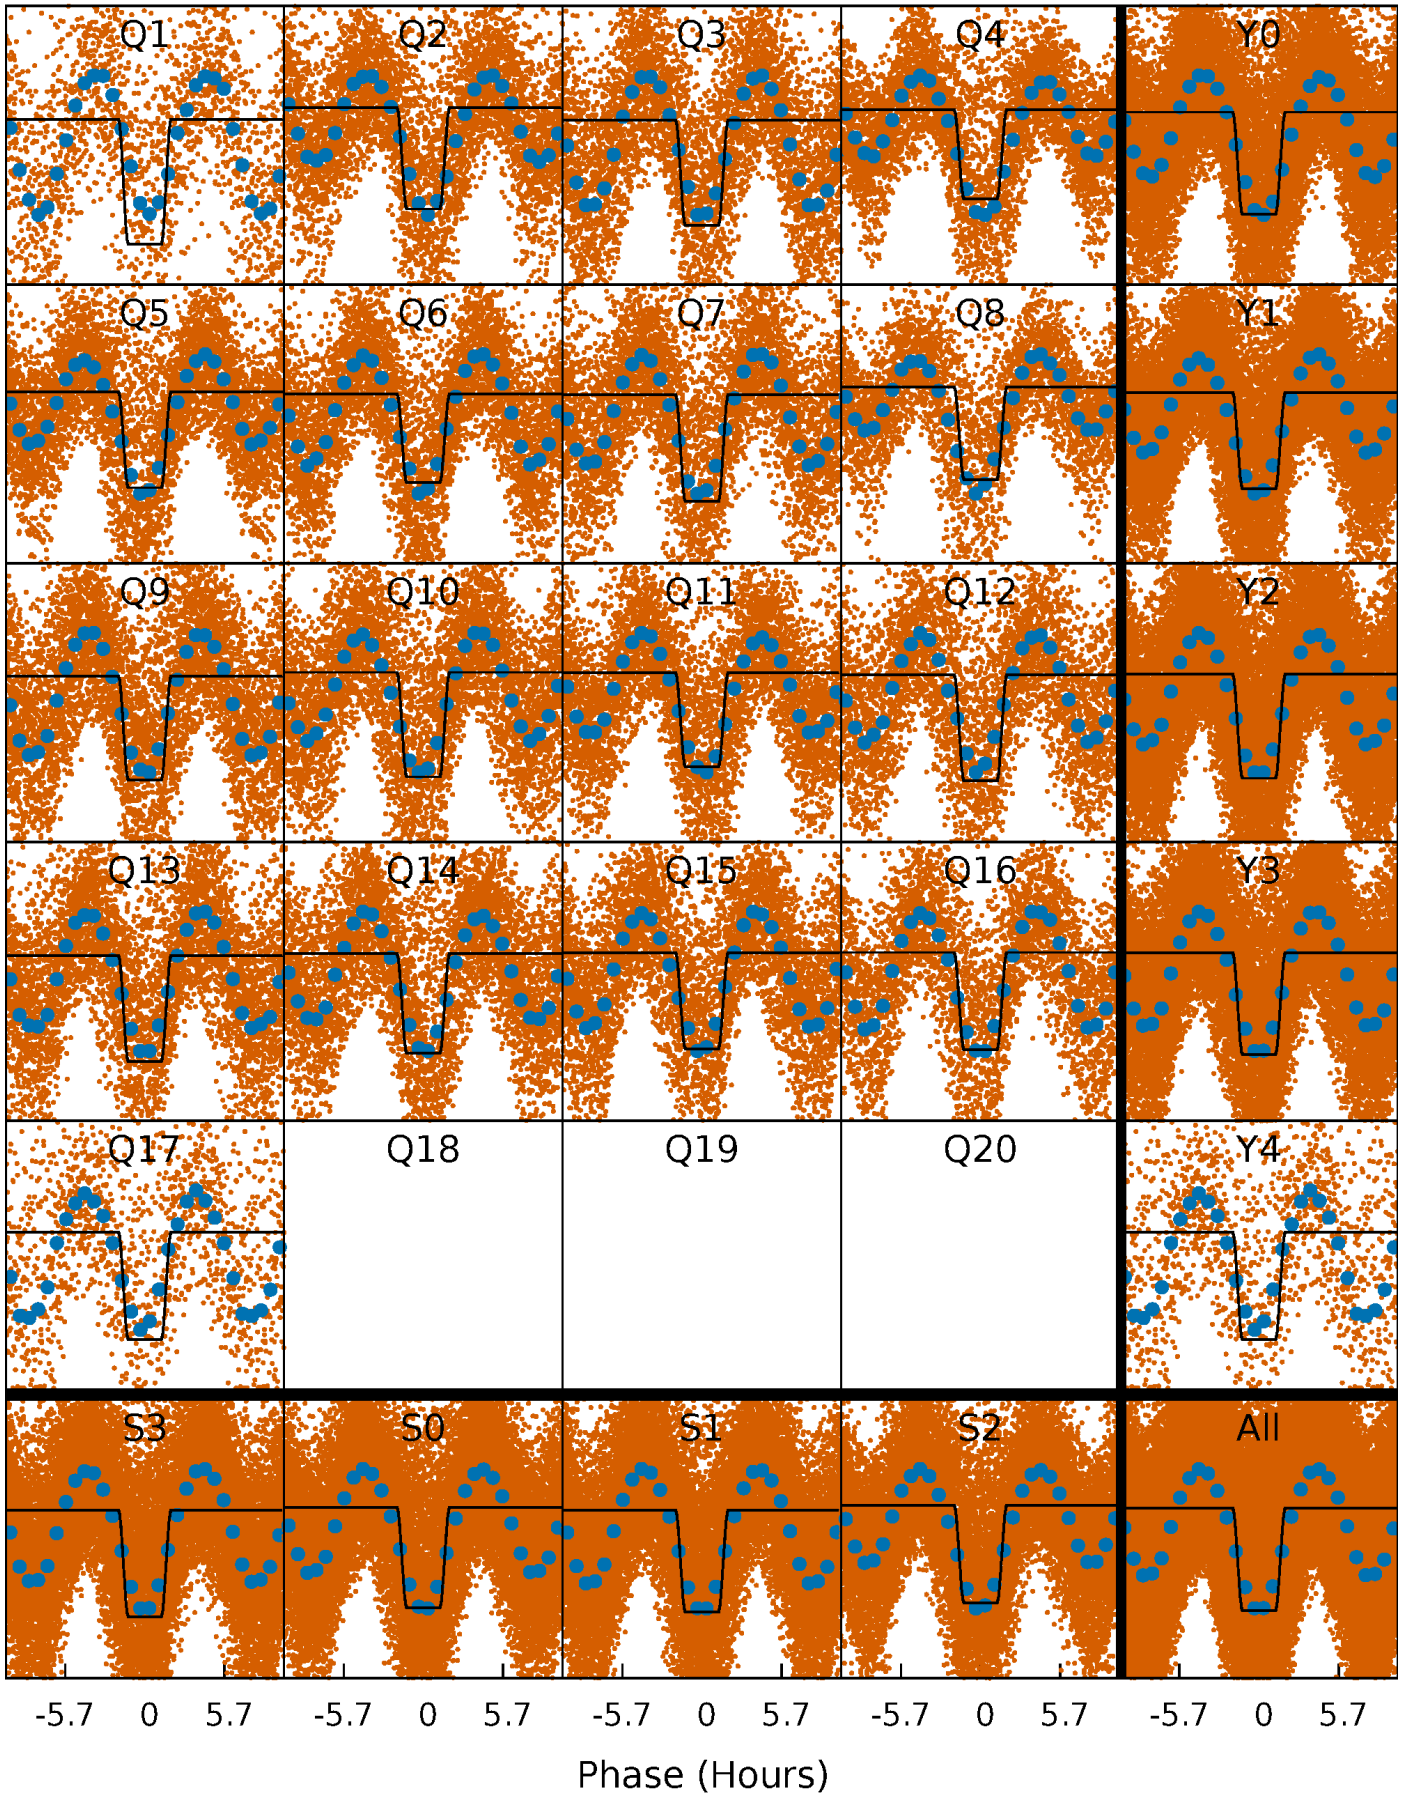 Q1 Q2 Q3 Q4 Y0
Q5 Q6 Q7 Q8 Y1
Q9 Q10 Q11 Q12 Y2
Q13 Q14 Q15 Q16 Y3
Q17 Q18 Q19 Q20 Y4
S3 S0 S1 S2 All
-5.7 0 5.7 -5.7 0 5.7 -5.7 0 5.7 -5.7 0 5.7 -5.7 0 5.7
Phase (Hours)